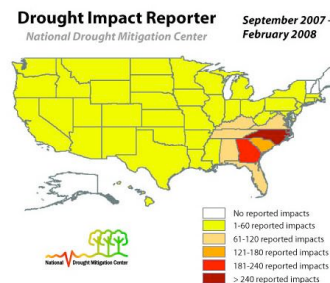 Drought Impact Reporter
National Drought Mitigation Center
September 2007 -
February 2008
No reported impacts
1-60 reported impacts
61-120 reported impacts
121-180 reported impacts
181-240 reported impacts
> 240 reported impacts
National Drought Mitigation Center